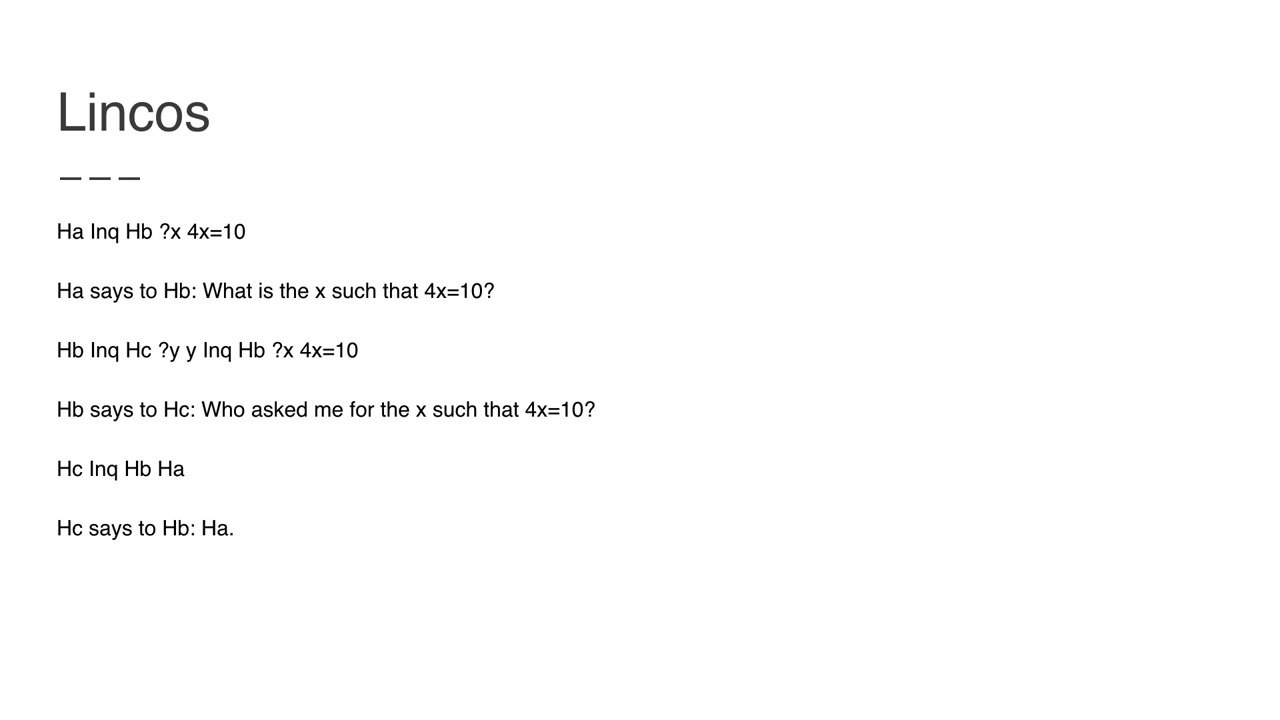 Lincos
———
Ha Inq Hb ?x 4x=10
Ha says to Hb: What is the x such that 4x=10?
Hb Inq Hc ?y y Inq Hb ?x 4x=10
Hb says to Hc: Who asked me for the x such that 4x=10?
Hc Inq Hb Ha
Hc says to Hb: Ha.